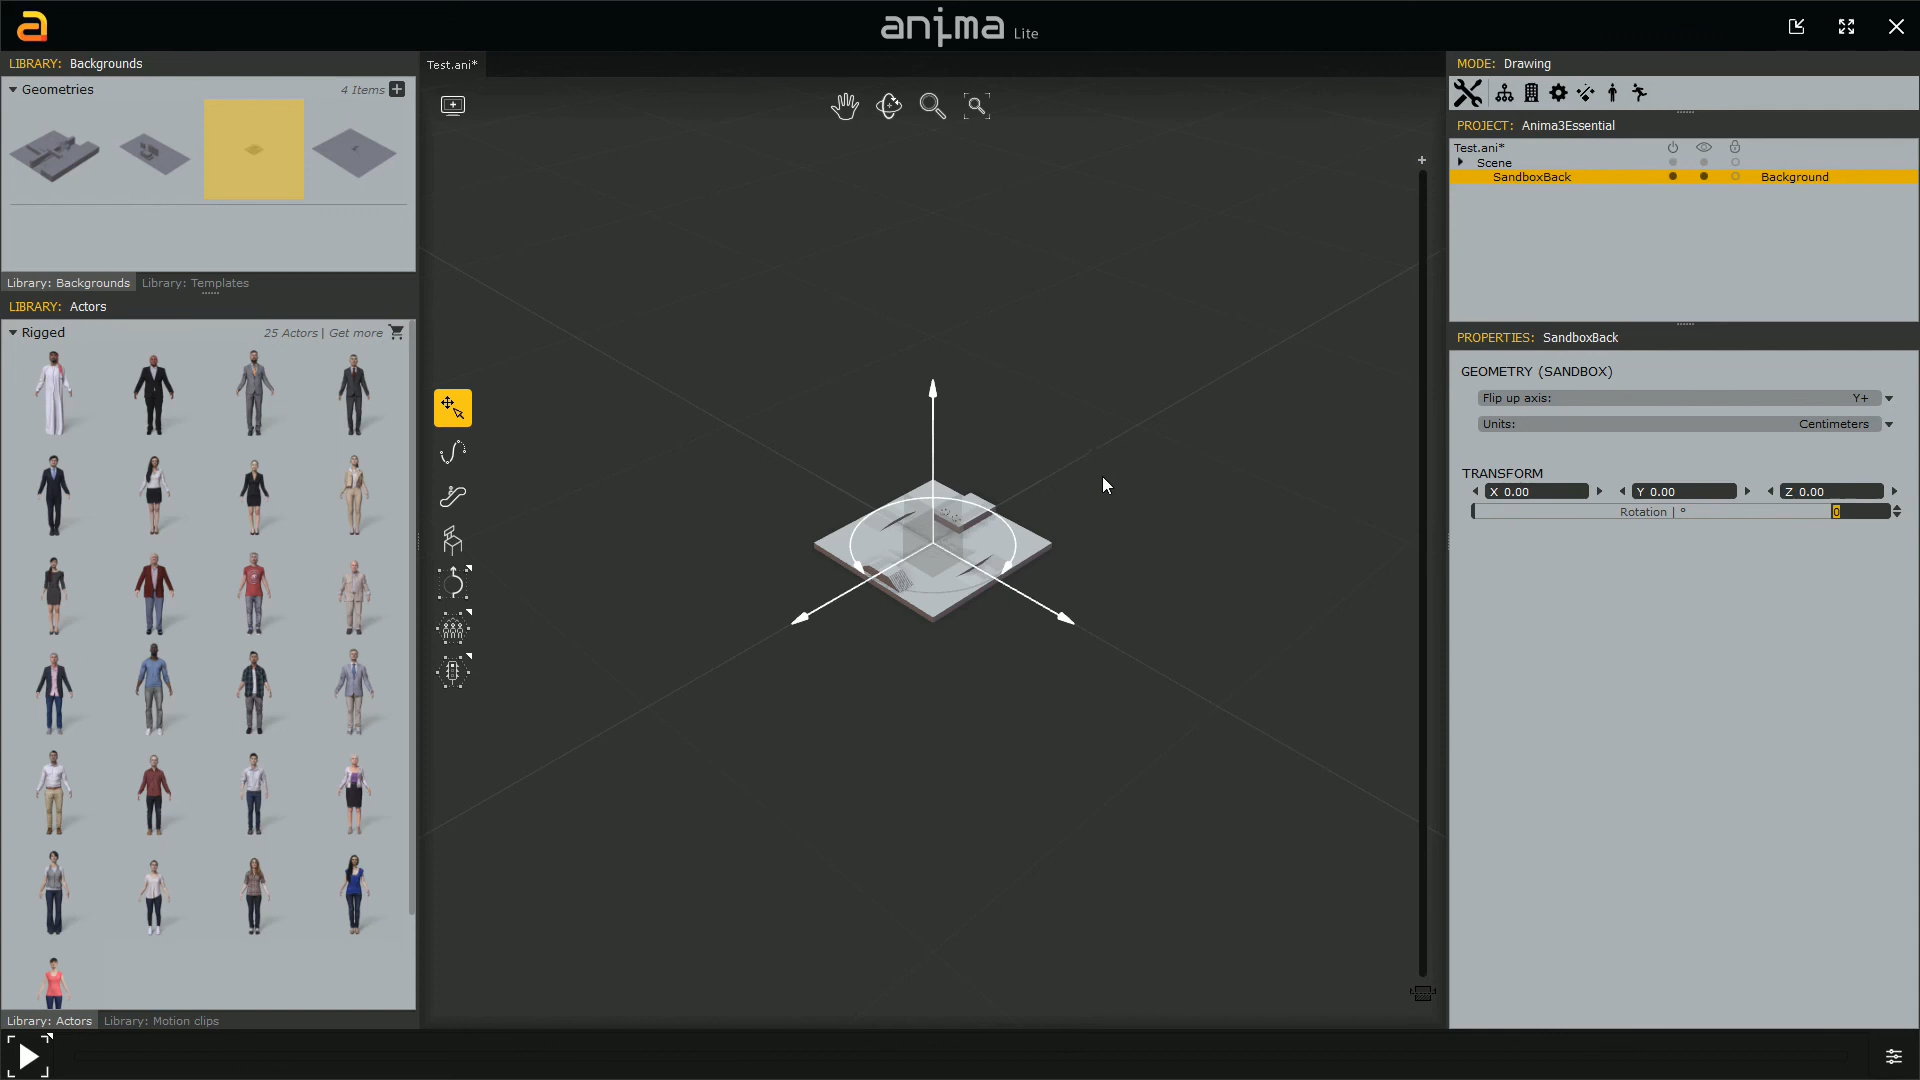 anima Lite
LIBRARY: Backgrounds
Geometries 4 Items
Library: Backgrounds Library: Templates
LIBRARY: Actors
Rigged 25 Actors | Get more
Library: Actors Library: Motion clips
Test.ani*
MODE: Drawing
PROJECT: Anima3Essential
Test.ani*
Scene
SandboxBack Background
PROPERTIES: SandboxBack
GEOMETRY (SANDBOX)
Flip up axis: Y+
Units: Centimeters
TRANSFORM
X 0.00 Y 0.00 Z 0.00
Rotation | ° 0